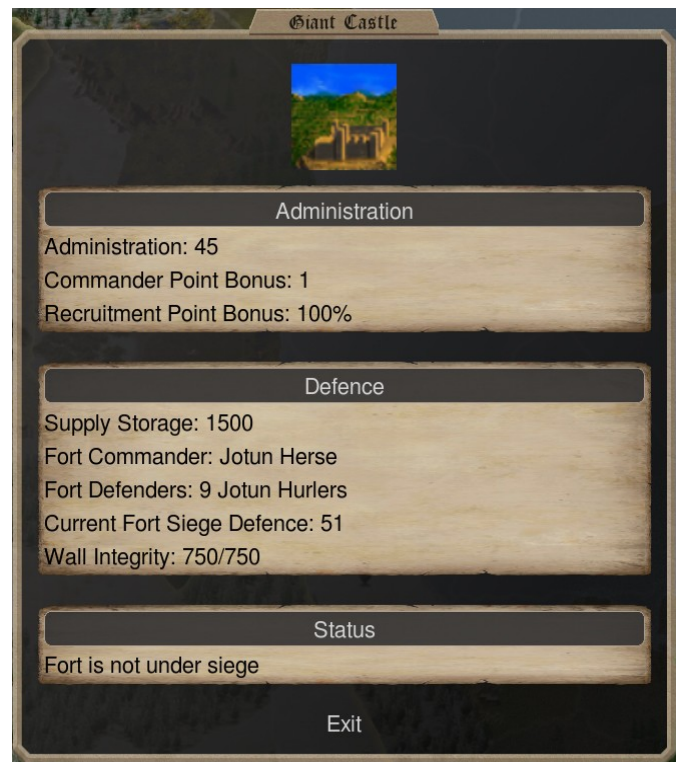 Giant Castle
Administration
Administration: 45
Commander Point Bonus: 1
Recruitment Point Bonus: 100%
Defence
Supply Storage: 1500
Fort Commander: Jotun Herse
Fort Defenders: 9 Jotun Hurlers
Current Fort Siege Defence: 51
Wall Integrity: 750/750
Status
Fort is not under siege
Exit